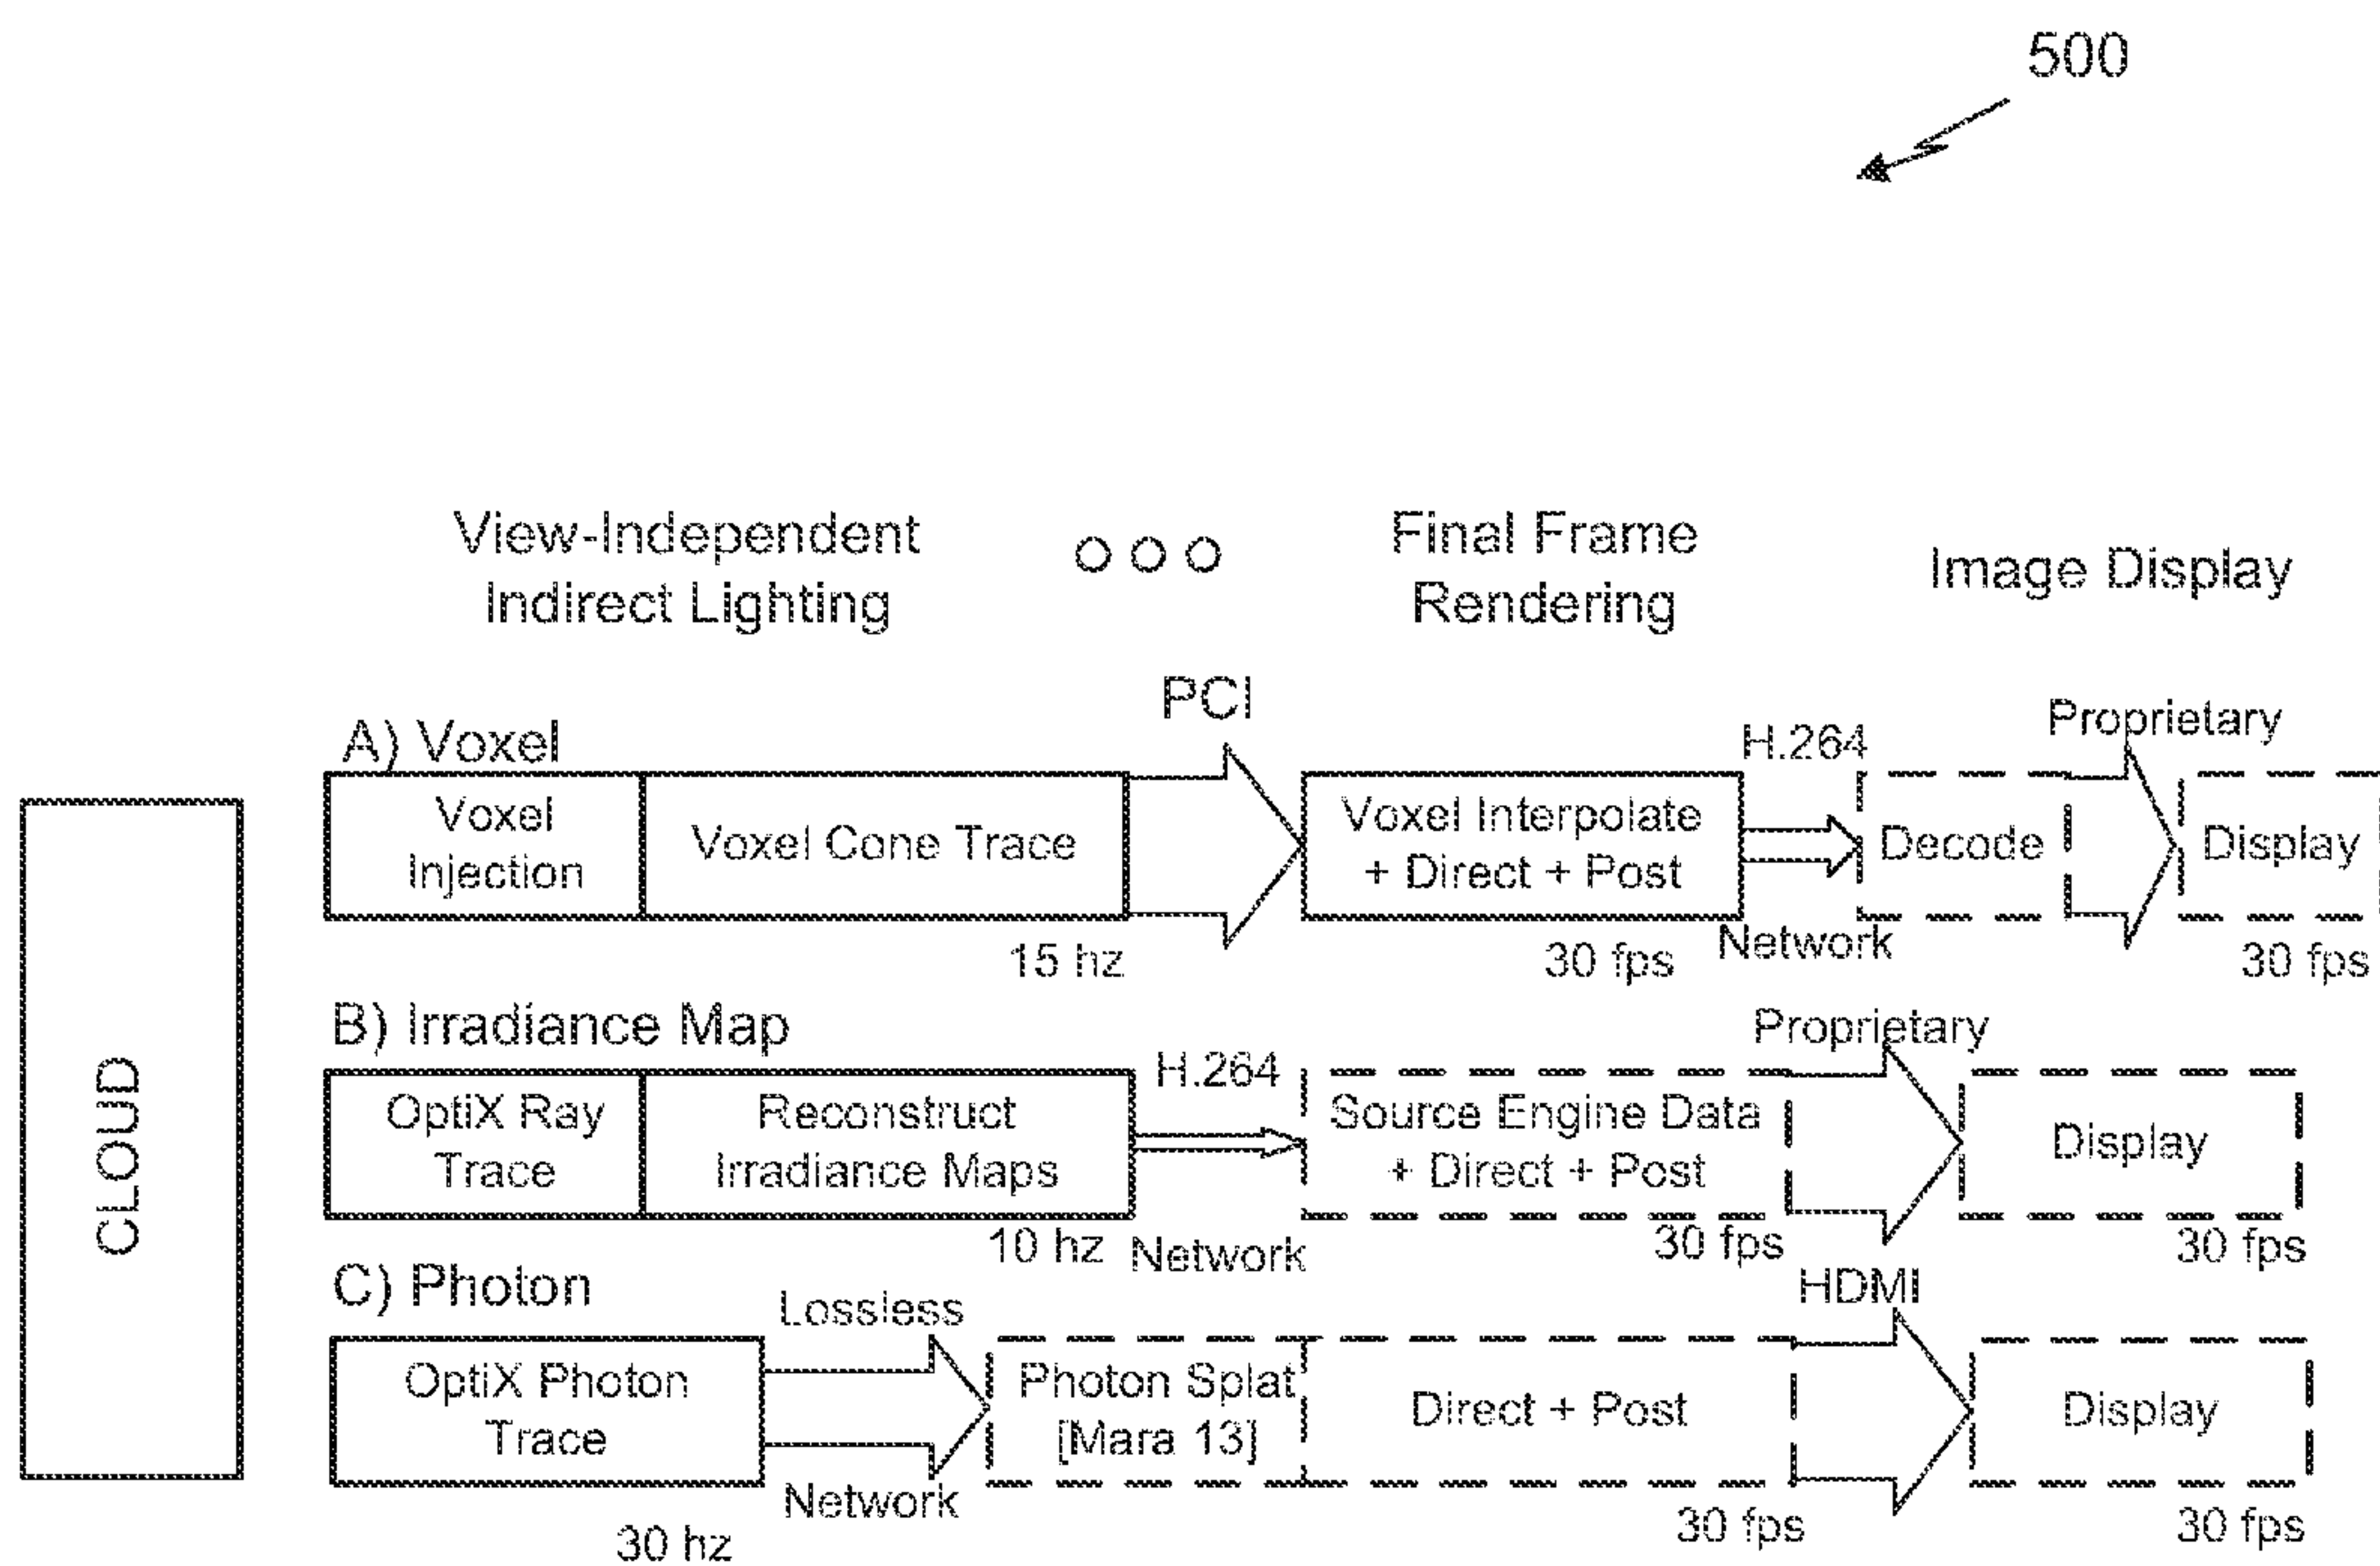 500
View-Independent
Indirect Lighting
Final Frame
Rendering
Image Display
CLOUD
A) Voxel
PCI
H.264
Proprietary
Voxel
Injection
Voxel Cone Trace
Voxel Interpolate
+ Direct + Post
Decode
Display
15 hz
30 fps
Network
30 fps
B) Irradiance Map
H.264
Proprietary
OptiX Ray
Trace
Reconstruct
Irradiance Maps
Source Engine Data
+ Direct + Post
Display
10 hz
Network
30 fps
30 fps
C) Photon
Lossless
HDMI
OptiX Photon
Trace
Photon Splat
[Mara 13]
Direct + Post
Display
Network
30 hz
30 fps
30 fps